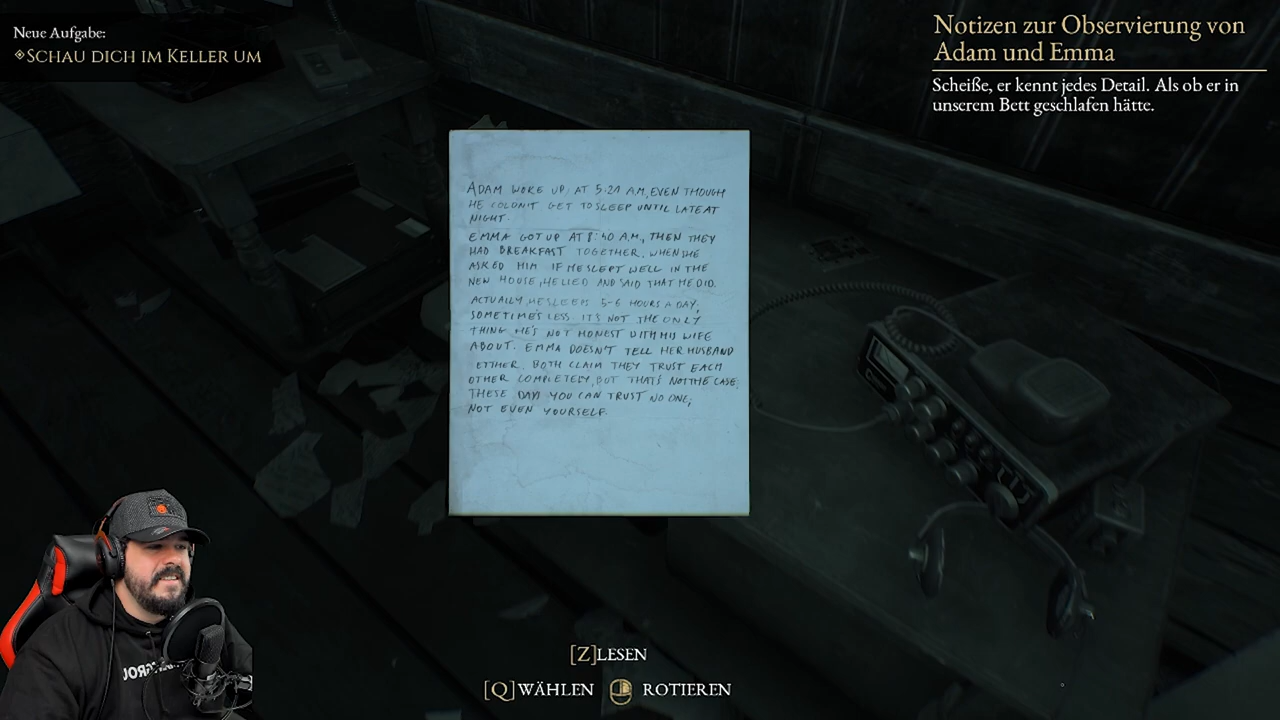 Neue Aufgabe:
SCHAU DICH IM KELLER UM
Notizen zur Observierung von
Adam und Emma
Scheiße, er kennt jedes Detail. Als ob er in
unserem Bett geschlafen hätte.
ADAM WOKE UP AT 5:21 A.M, EVEN THOUGH
HE COLDN'T GET TO SLEEP UNTIL LATE AT
NIGHT.
EMMA GOT UP AT 8:40 A.M., THEN THEY
HAD BREAKFAST TOGETHER. WHEN SHE
ASKED HIM IF HE SLEPT WELL IN THE
NEW HOUSE, HE LIED AND SAID THAT HE DID.
ACTUALLY, HE SLEEPS 5-6 HOURS A DAY,
SOMETIMES LESS. IT'S NOT THE ONLY
THING HE'S NOT HONEST WITH HIS WIFE
ABOUT. EMMA DOESN'T TELL HER HUSBAND
EITHER. BOTH CLAIM THEY TRUST EACH
OTHER COMPLETELY, BUT THAT'S NOT THE CASE.
THESE DAYS YOU CAN TRUST NO ONE;
NOT EVEN YOURSELF.
[Z]LESEN
[Q]WÄHLEN ROTIEREN